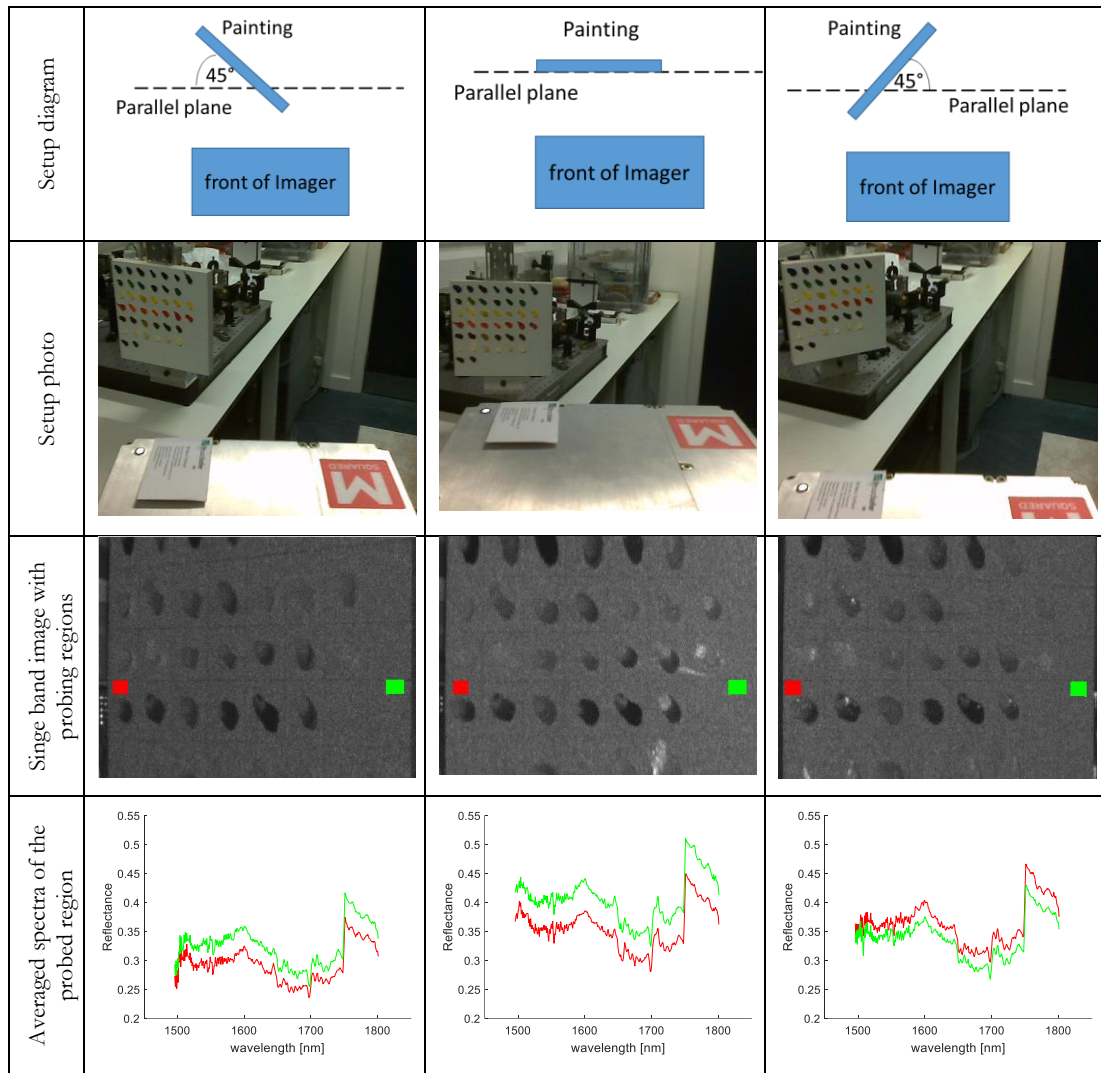 Setup diagram
Painting
45°
Parallel plane
front of Imager
Painting
Parallel plane
front of Imager
Painting
45°
Parallel plane
front of Imager
Setup photo
M
SQUARED
M
SQUARED
SQUARED
Singe band image with
probing regions
Averaged spectra of the
probed region
0.55
0.5
0.45
0.4
0.35
0.3
0.25
0.2
Reflectance
1500 1600 1700 1800
wavelength [nm]
0.55
0.5
0.45
0.4
0.35
0.3
0.25
0.2
Reflectance
1500 1600 1700 1800
wavelength [nm]
0.55
0.5
0.45
0.4
0.35
0.3
0.25
0.2
Reflectance
1500 1600 1700 1800
wavelength [nm]